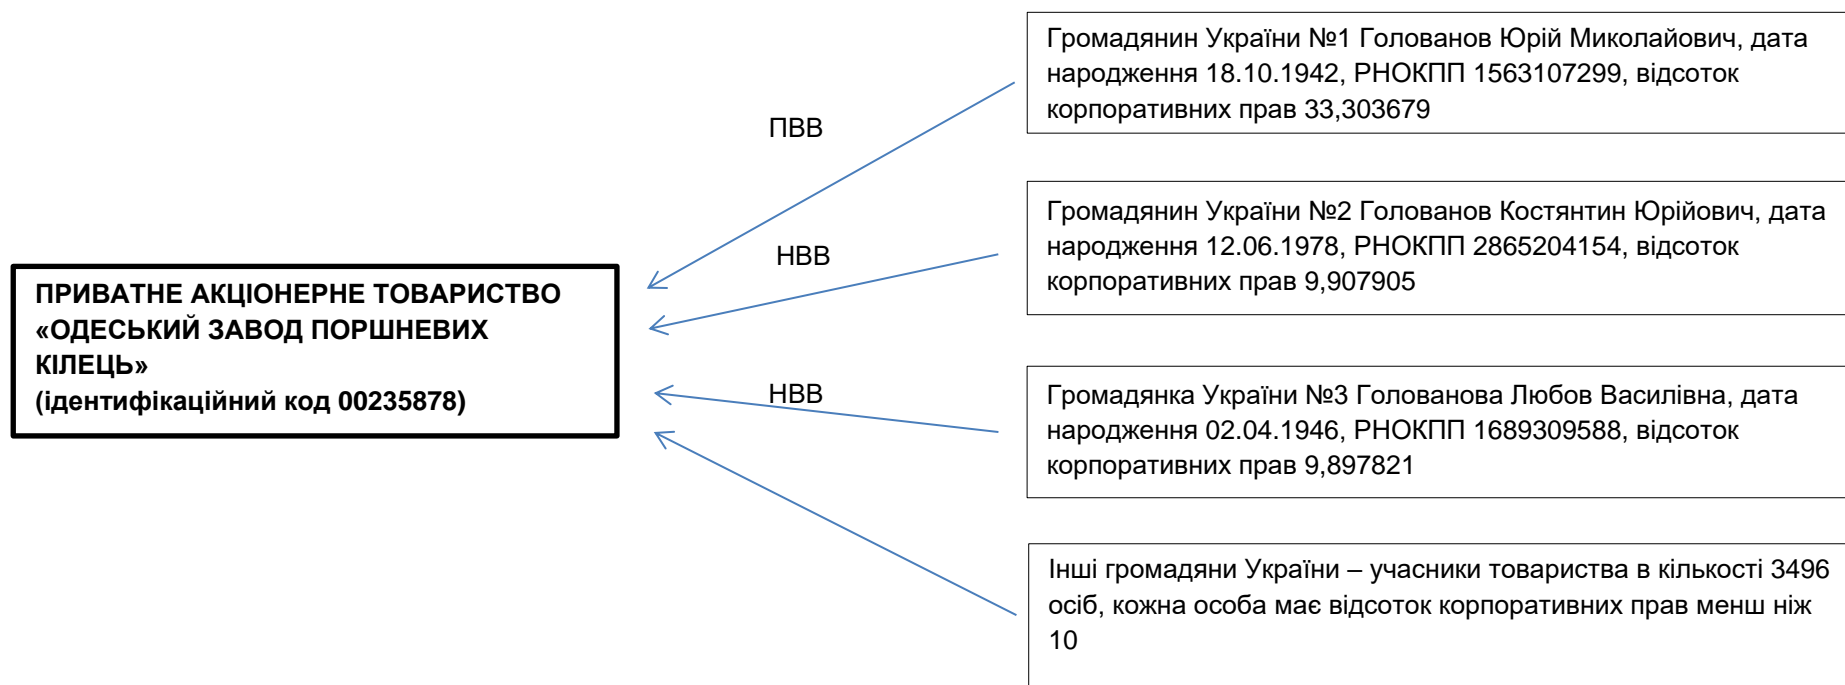 Громадянин України №1 Голованов Юрій Миколайович, дата
народження 18.10.1942, РНОКПП 1563107299, відсоток
корпоративних прав 33,303679
ПВВ
Громадянин України №2 Голованов Костянтин Юрійович, дата
народження 12.06.1978, РНОКПП 2865204154, відсоток
корпоративних прав 9,907905
НВВ
ПРИВАТНЕ АКЦІОНЕРНЕ ТОВАРИСТВО
«ОДЕСЬКИЙ ЗАВОД ПОРШНЕВИХ
КІЛЕЦЬ»
(ідентифікаційний код 00235878)
НВВ
Громадянка України №3 Голованова Любов Василівна, дата
народження 02.04.1946, РНОКПП 1689309588, відсоток
корпоративних прав 9,897821
Інші громадяни України – учасники товариства в кількості 3496
осіб, кожна особа має відсоток корпоративних прав менш ніж
10